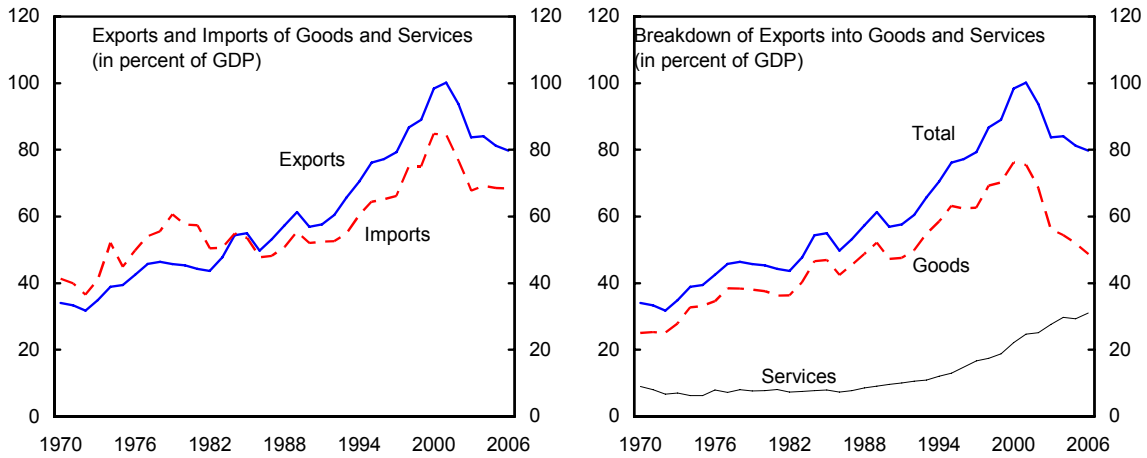 Exports and Imports of Goods and Services
(in percent of GDP)
120
100
80
60
40
20
0
120
100
80
60
40
20
0
Exports
Imports
1970 1976 1982 1988 1994 2000 2006
Breakdown of Exports into Goods and Services
(in percent of GDP)
120
100
80
60
40
20
0
120
100
80
60
40
20
0
Total
Goods
Services
1970 1976 1982 1988 1994 2000 2006